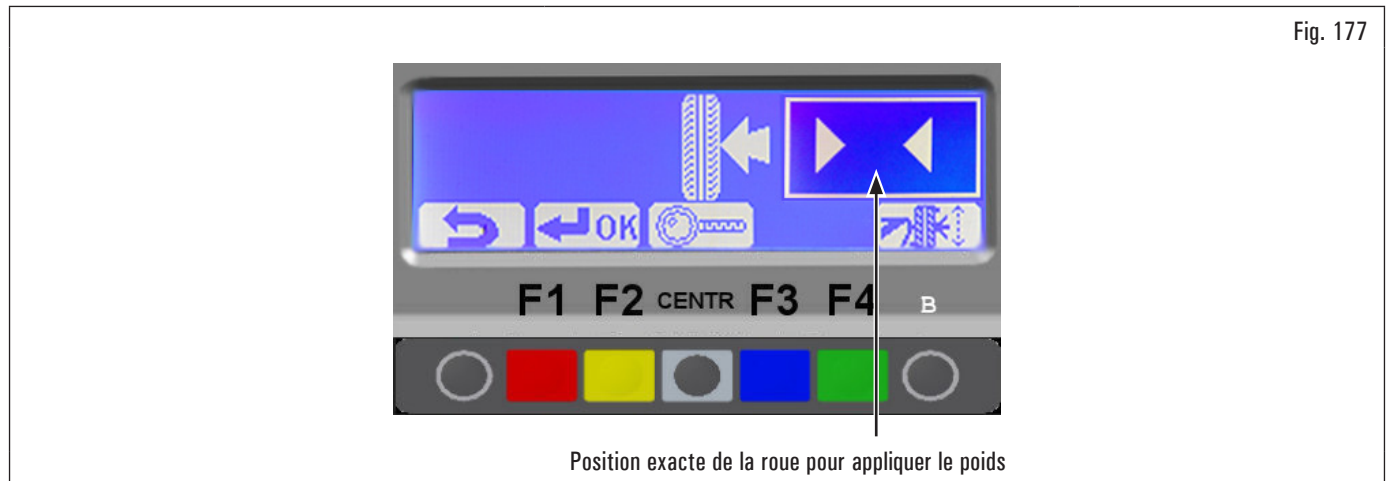 Fig. 177
OK
F1 F2 CENTR F3 F4 B
Position exacte de la roue pour appliquer le poids